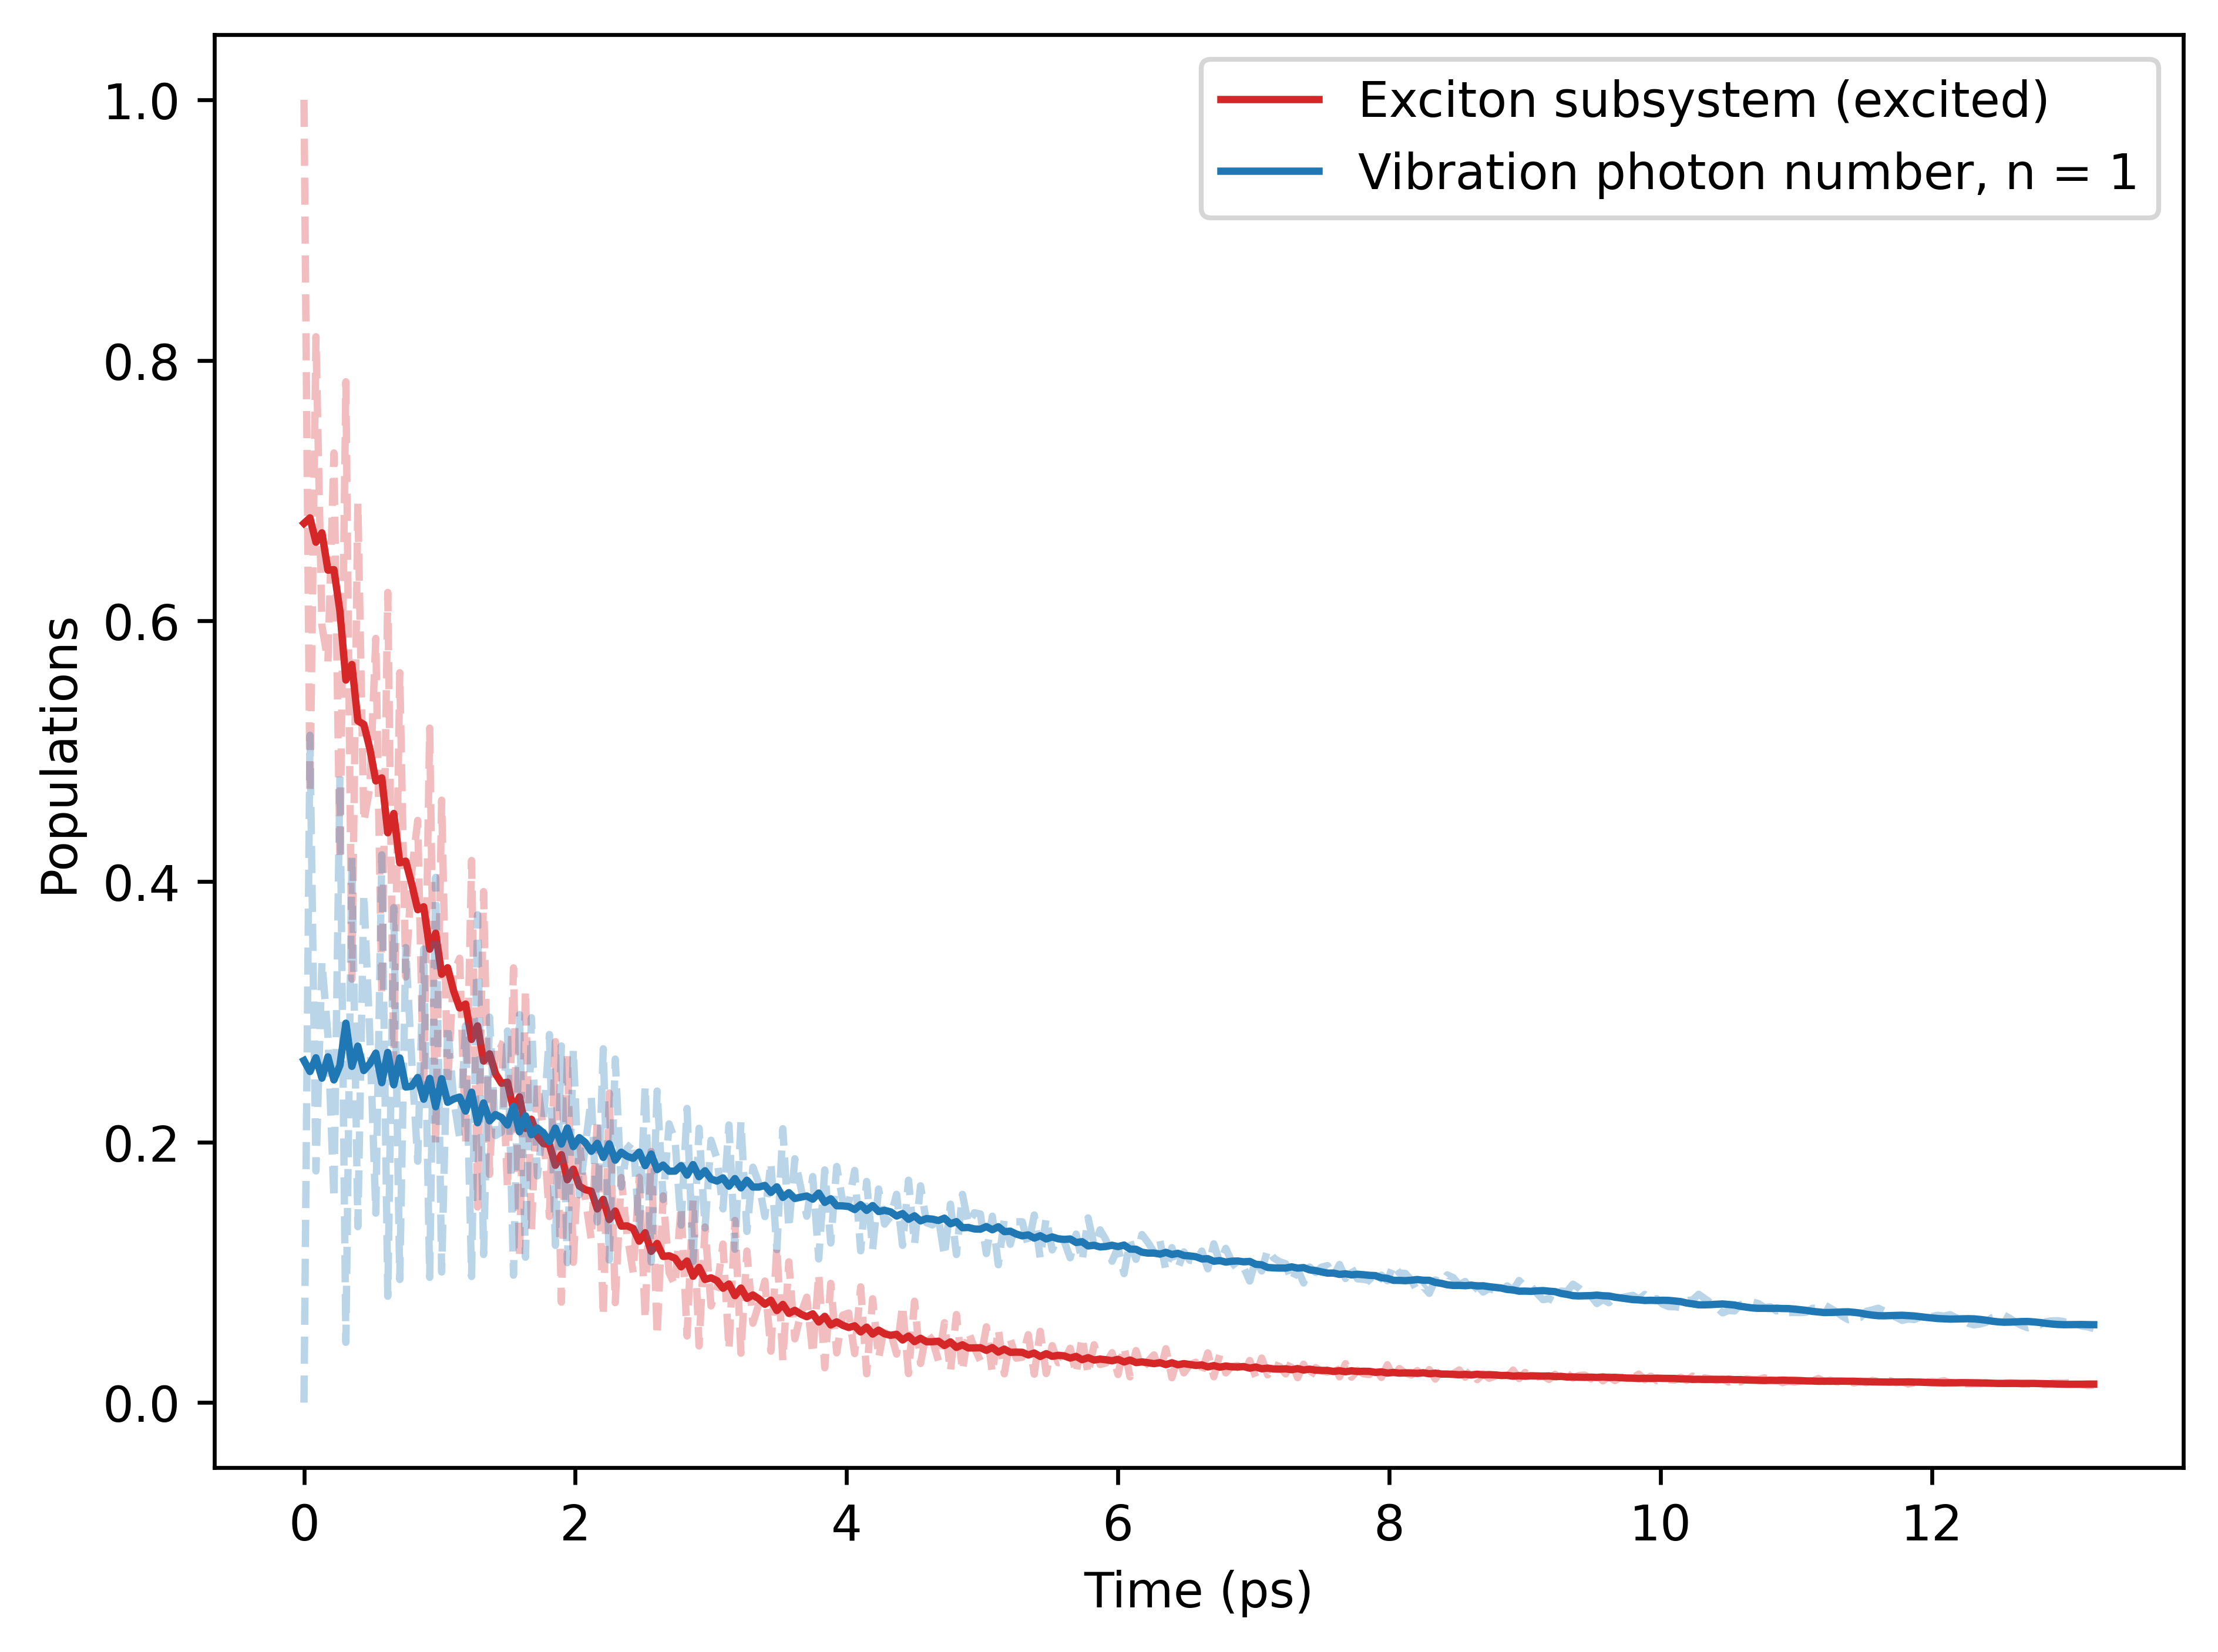 Exciton subsystem (excited)
Vibration photon number, n = 1
1.0
0.8
0.6
0.4
0.2
0.0
Populations
0 2 4 6 8 10 12
Time (ps)